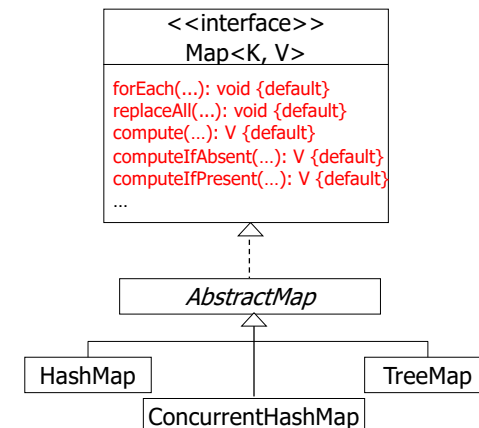 <<interface>>
Map<K, V>
forEach(...): void {default}
replaceAll(...): void {default}
compute(…): V {default}
computeIfAbsent(…): V {default}
computeIfPresent(…): V {default}
…
AbstractMap
HashMap
TreeMap
ConcurrentHashMap